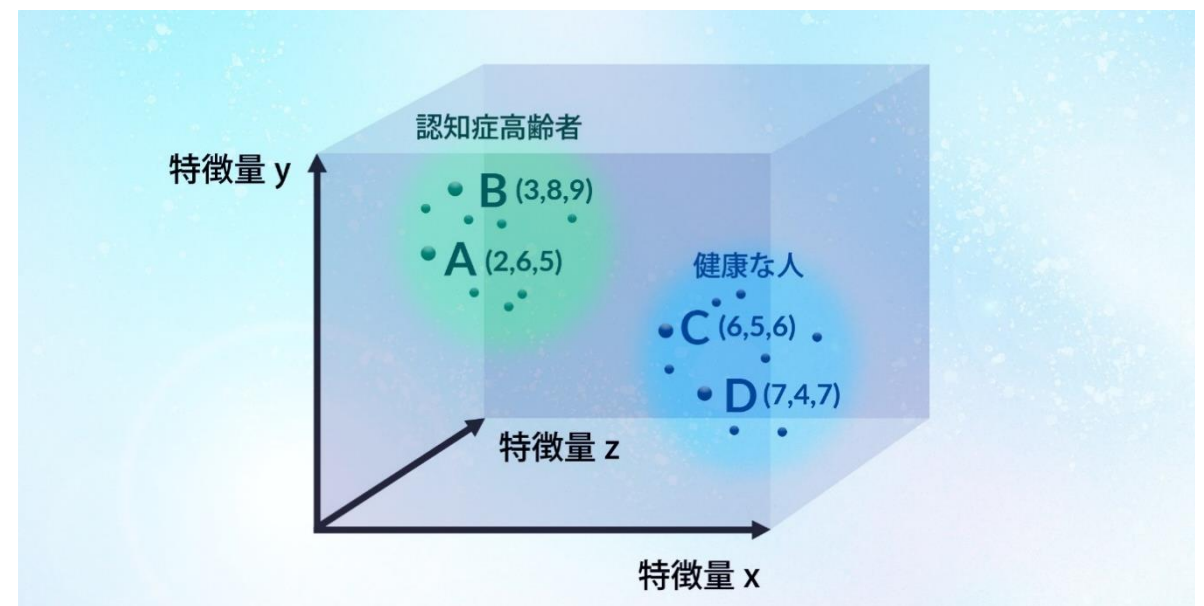 認知症高齢者
特徴量 y
B (3,8,9)
A (2,6,5)
健康な人
C (6,5,6)
D (7,4,7)
特徴量 z
特徴量 x